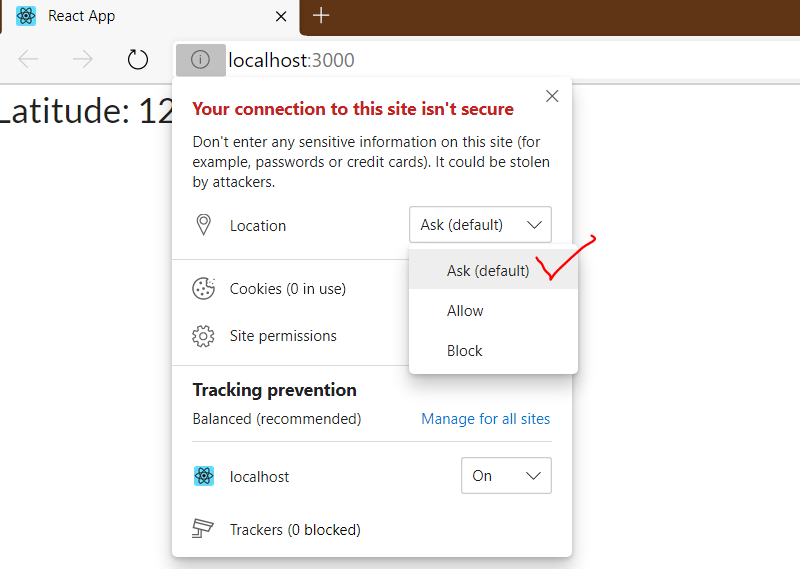 React App
localhost:3000
Latitude: 12
Your connection to this site isn't secure
Don't enter any sensitive information on this site (for
example, passwords or credit cards). It could be stolen
by attackers.
Location Ask (default)
Ask (default)
Cookies (0 in use)
Allow
Site permissions
Block
Tracking prevention
Balanced (recommended) Manage for all sites
localhost On
Trackers (0 blocked)